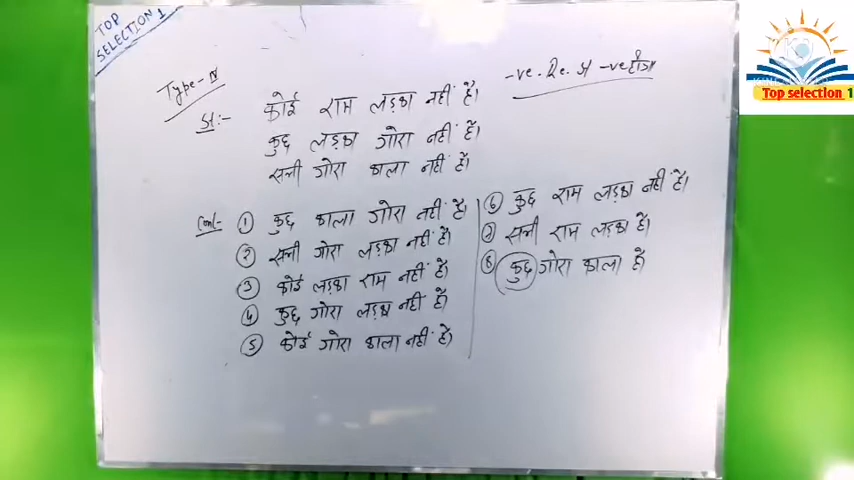 TOP
SELECTION 1
Type - IV
-ve. Re. अ -ve होगा
St:-
कोई राम लड़का नहीं है।
कुछ लड़का गोरा नहीं है।
सभी गोरा काला नहीं है।
Con:-
① कुछ काला गोरा नहीं है।
② सभी गोरा लड़का नहीं है।
③ कोई लड़का राम नहीं है।
④ कुछ गोरा लड़का नहीं है।
⑤ कोई गोरा काला नहीं है।
⑥ कुछ राम लड़का नहीं है।
⑦ सभी राम लड़का है।
⑧ कुछ गोरा काला है।
Top selection 1